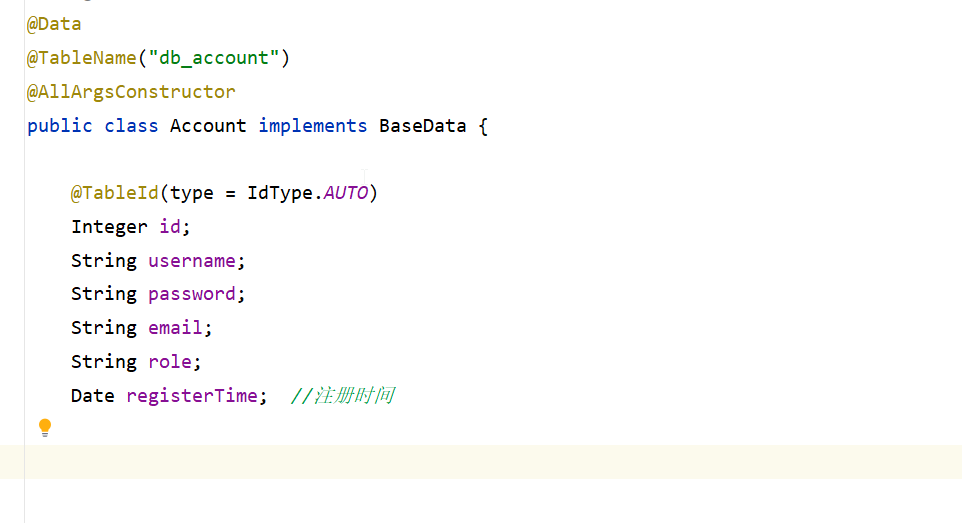 @Data
@TableName("db_account")
@AllArgsConstructor
public class Account implements BaseData {
@TableId(type = IdType.AUTO)
Integer id;
String username;
String password;
String email;
String role;
Date registerTime;  //注册时间